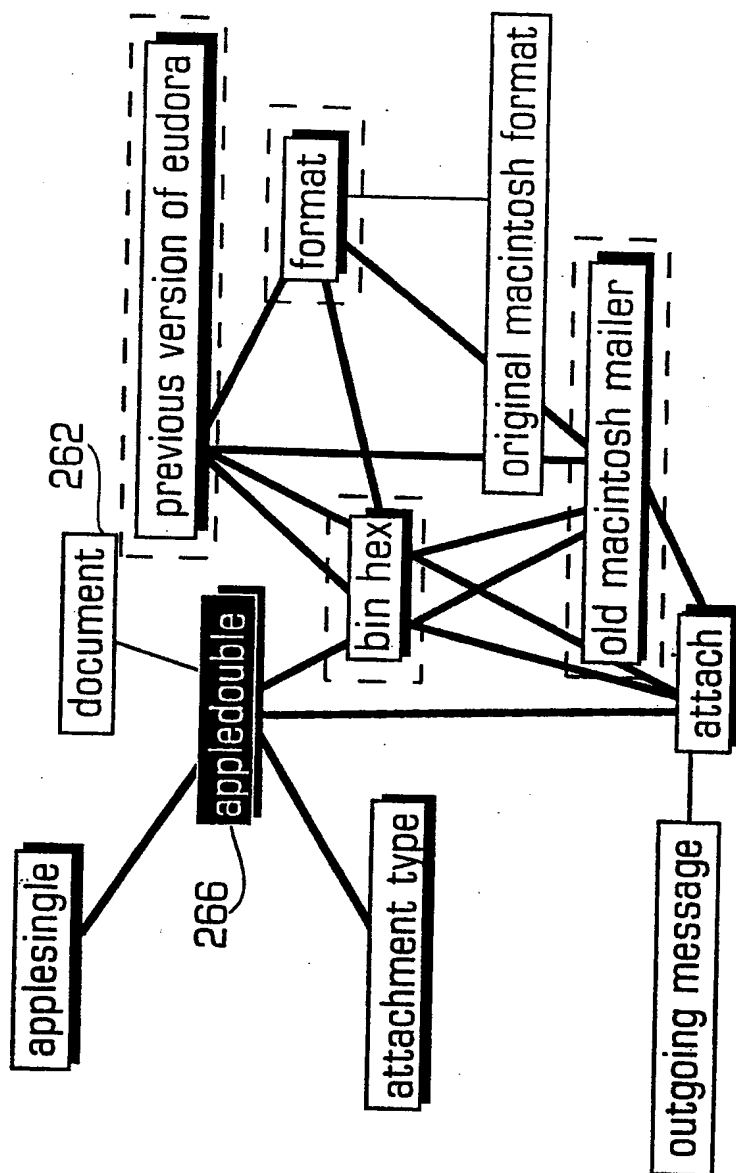 applesingle
document
262
previous version of eudora
appledouble
266
format
attachment type
bin hex
original macintosh format
old macintosh mailer
attach
outgoing message